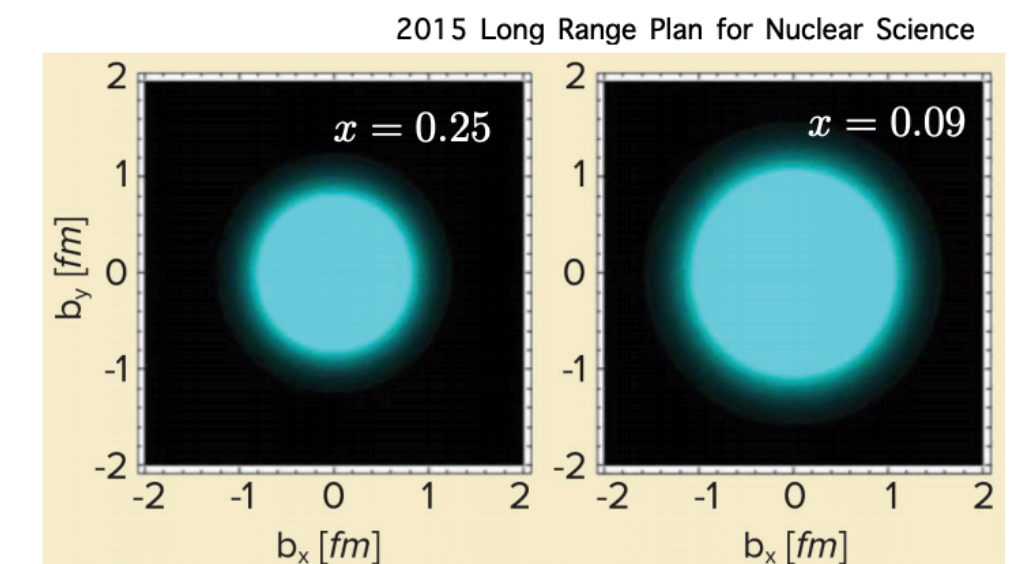 2015 Long Range Plan for Nuclear Science
x = 0.25
x = 0.09
2
1
0
-1
-2
b_y [fm]
-2 -1 0 1 2
b_x [fm]
2
1
0
-1
-2
-2 -1 0 1 2
b_x [fm]